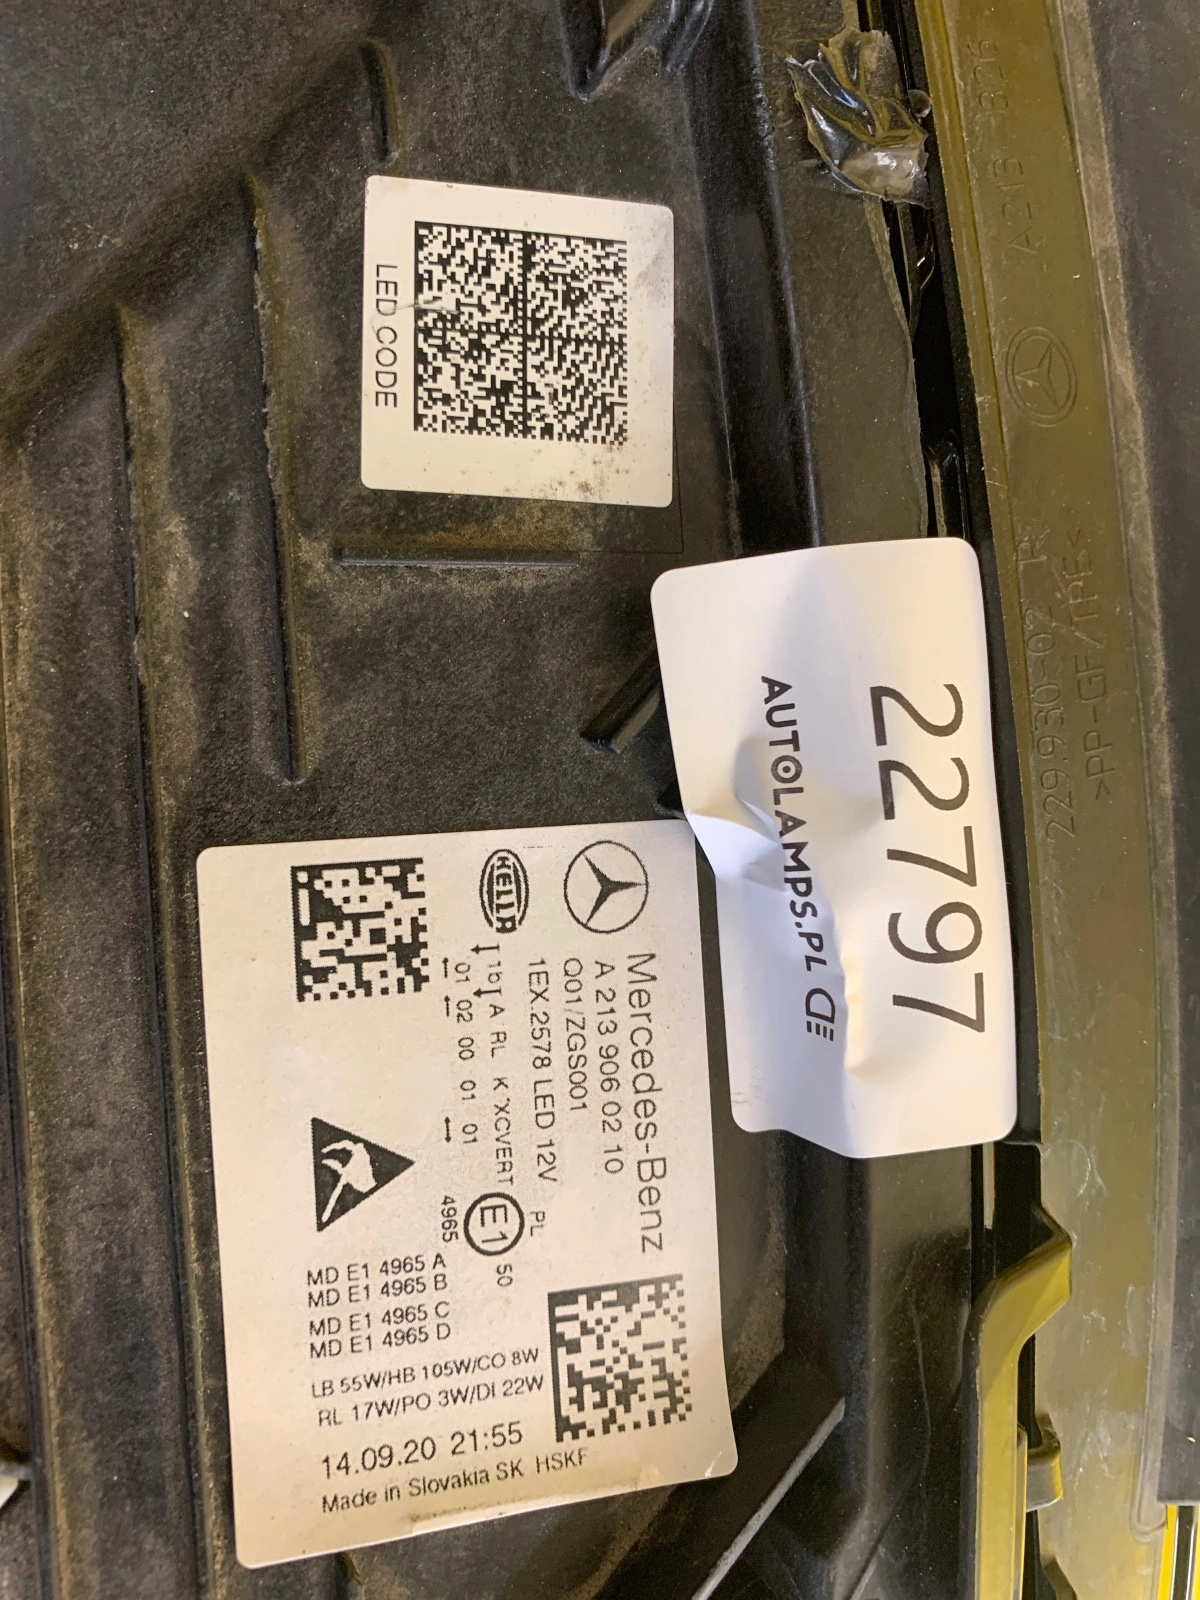 LED CODE
22797
AUTOLAMPS.PL
Mercedes-Benz
A 213 906 02 10
Q01/ZGS001
1EX.2578 LED 12V
PL
HELLA
1b A RL K XCVERT E1 50
01 02 00 01 01
4965
MD E1 4965 A
MD E1 4965 B
MD E1 4965 C
MD E1 4965 D
LB 55W/HB 105W/CO 8W
RL 17W/PO 3W/DI 22W
14.09.20 21:55
Made in Slovakia SK HSKF
A213
229.930-02
>PP-GF/TPE<